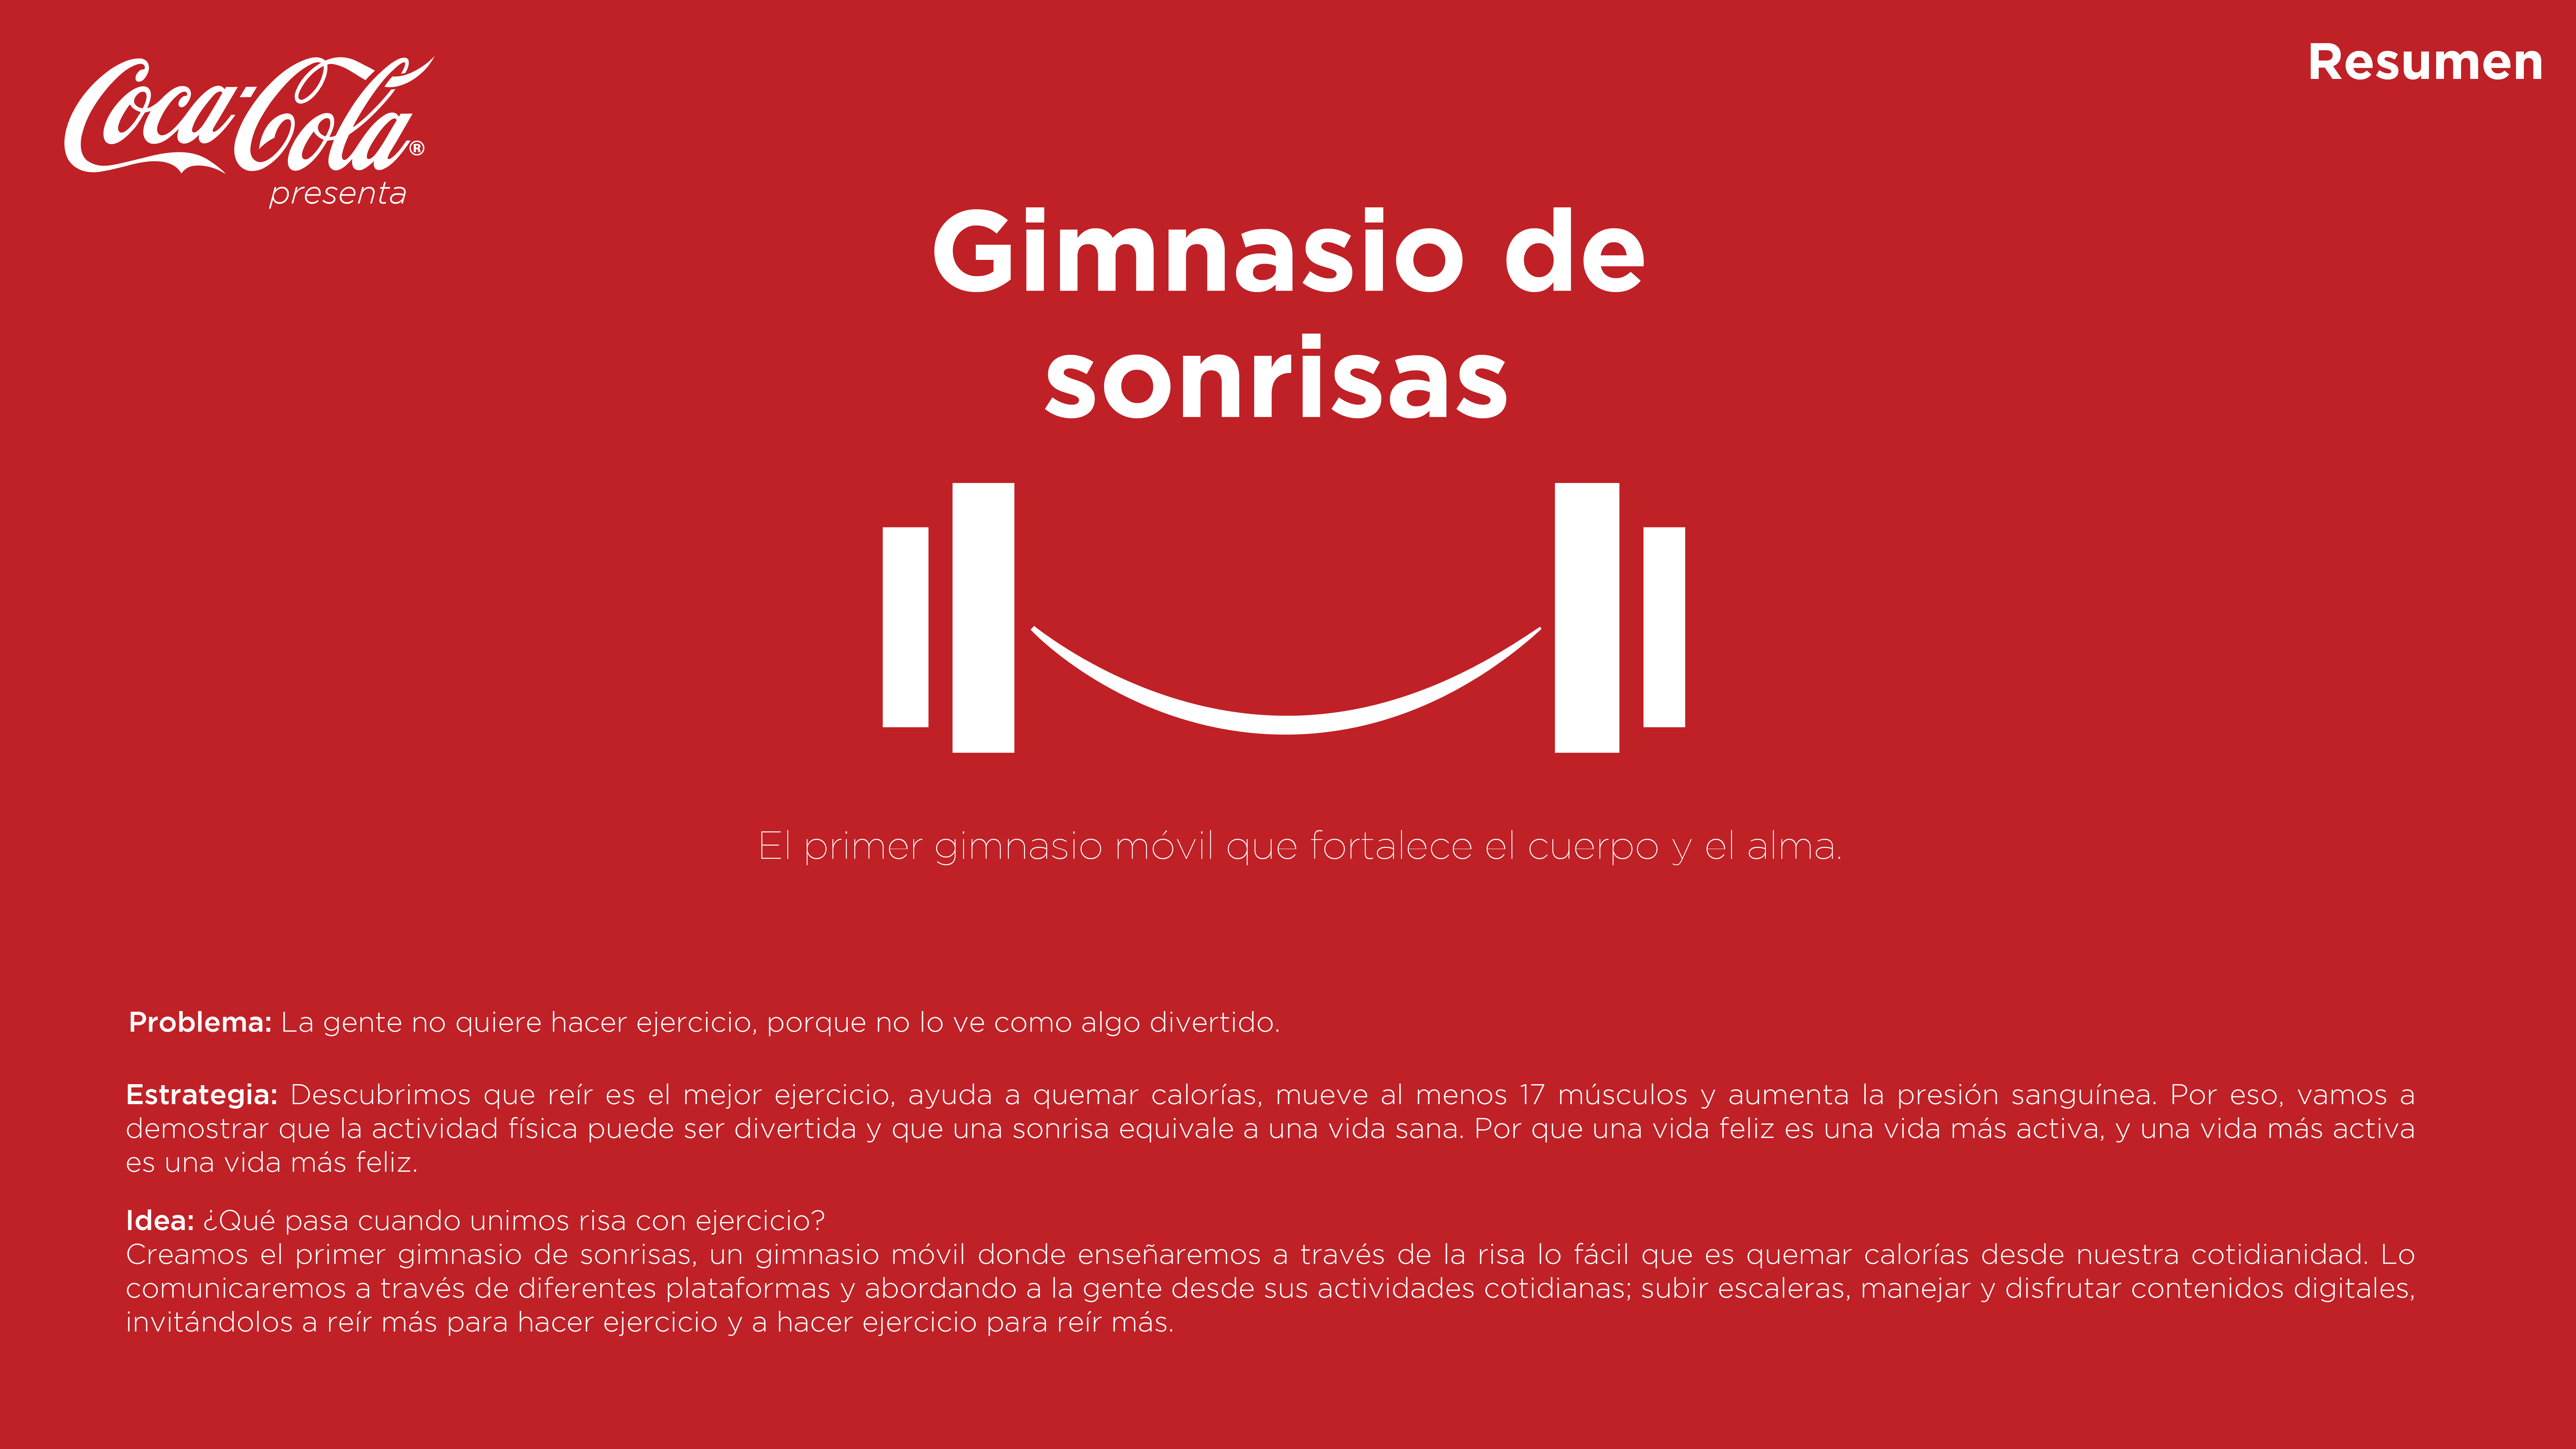 Coca-Cola®
presenta
Resumen
Gimnasio de
sonrisas
El primer gimnasio móvil que fortalece el cuerpo y el alma.
Problema: La gente no quiere hacer ejercicio, porque no lo ve como algo divertido.
Estrategia: Descubrimos que reír es el mejor ejercicio, ayuda a quemar calorías, mueve al menos 17 músculos y aumenta la presión sanguínea. Por eso, vamos a
demostrar que la actividad física puede ser divertida y que una sonrisa equivale a una vida sana. Por que una vida feliz es una vida más activa, y una vida más activa
es una vida más feliz.
Idea: ¿Qué pasa cuando unimos risa con ejercicio?
Creamos el primer gimnasio de sonrisas, un gimnasio móvil donde enseñaremos a través de la risa lo fácil que es quemar calorías desde nuestra cotidianidad. Lo
comunicaremos a través de diferentes plataformas y abordando a la gente desde sus actividades cotidianas; subir escaleras, manejar y disfrutar contenidos digitales,
invitándolos a reír más para hacer ejercicio y a hacer ejercicio para reír más.